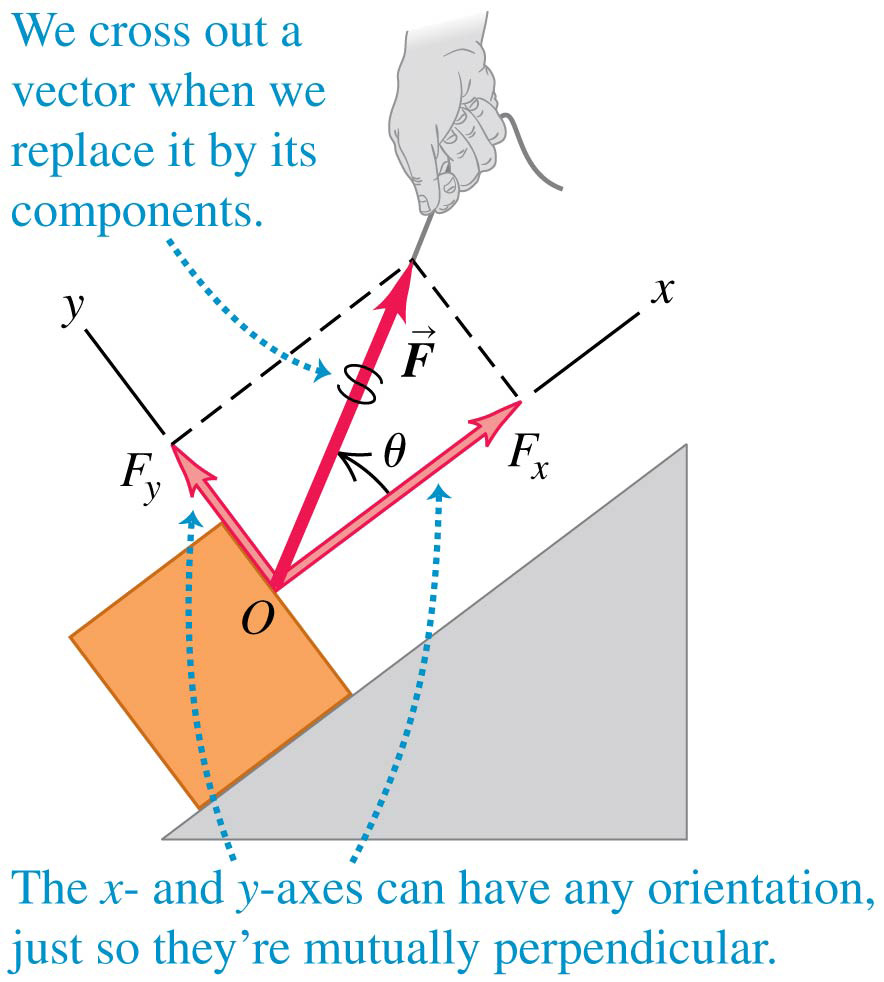 We cross out a
vector when we
replace it by its
components.
y
x
F⃗
θ
F_y
F_x
O
The x- and y-axes can have any orientation,
just so they're mutually perpendicular.